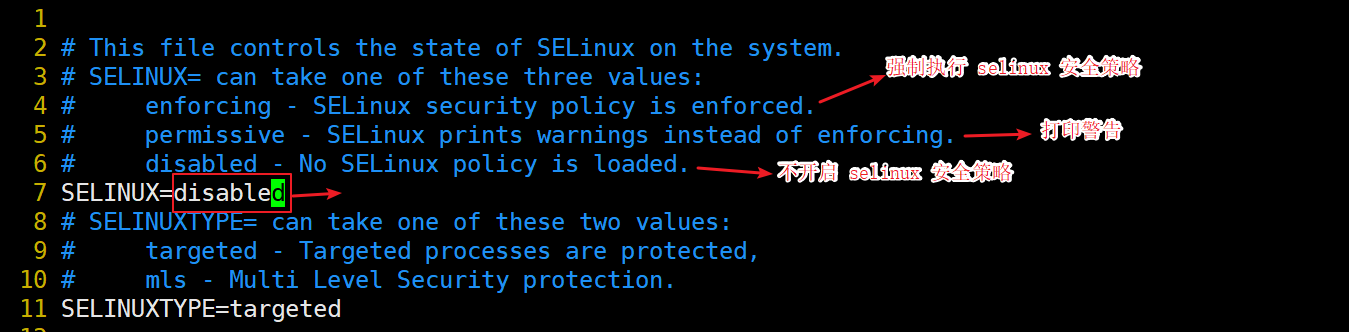 1
2 # This file controls the state of SELinux on the system.
3 # SELINUX= can take one of these three values:
强制执行 selinux 安全策略
4 #     enforcing - SELinux security policy is enforced.
5 #     permissive - SELinux prints warnings instead of enforcing.
打印警告
6 #     disabled - No SELinux policy is loaded.
不开启 selinux 安全策略
7 SELINUX=disabled
8 # SELINUXTYPE= can take one of these two values:
9 #     targeted - Targeted processes are protected,
10 #     mls - Multi Level Security protection.
11 SELINUXTYPE=targeted
12